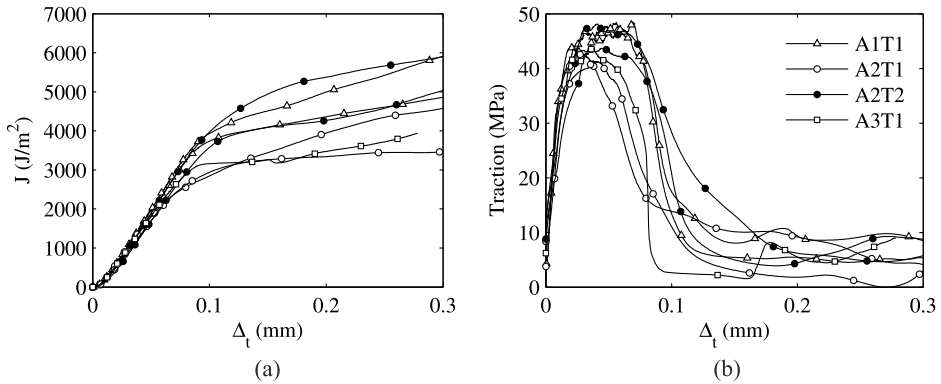 7000
6000
5000
4000
3000
2000
1000
0
J (J/m²)
0
0.1
0.2
0.3
Δt (mm)
(a)
50
40
30
20
10
0
Traction (MPa)
A1T1
A2T1
A2T2
A3T1
0
0.1
0.2
0.3
Δt (mm)
(b)